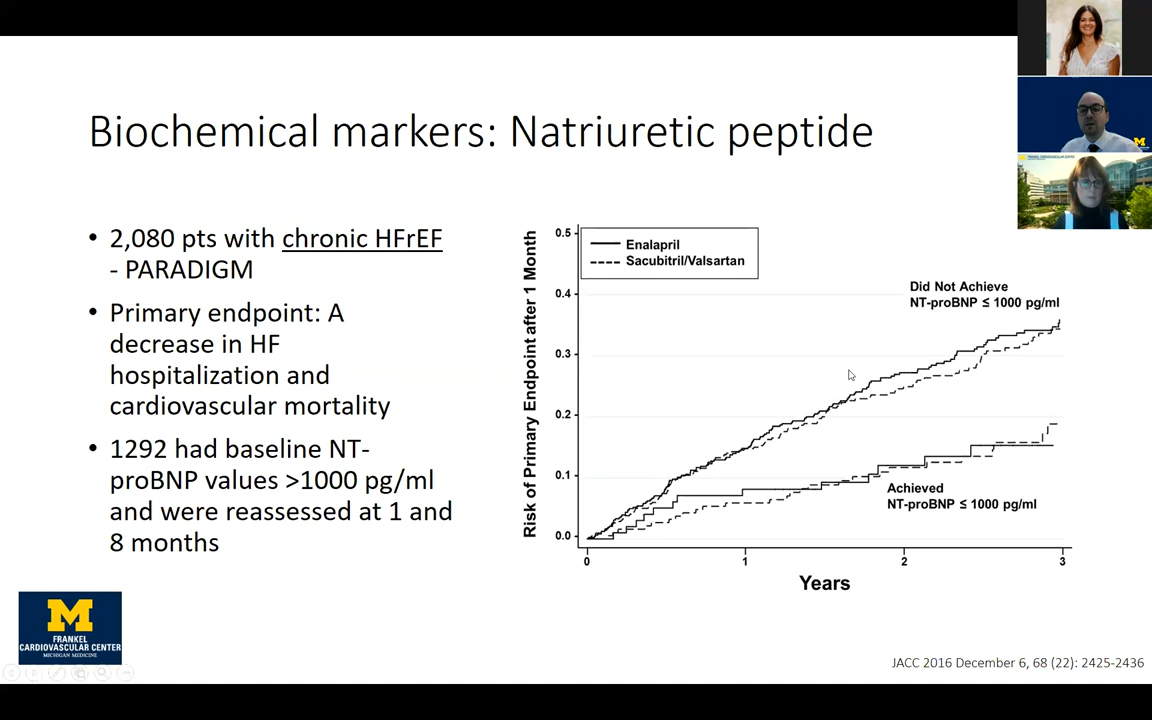 Biochemical markers: Natriuretic peptide
• 2,080 pts with chronic HFrEF
- PARADIGM
• Primary endpoint: A
decrease in HF
hospitalization and
cardiovascular mortality
• 1292 had baseline NT-
proBNP values >1000 pg/ml
and were reassessed at 1 and
8 months
Risk of Primary Endpoint after 1 Month
0.5
0.4
0.3
0.2
0.1
0.0
Enalapril
Sacubitril/Valsartan
Did Not Achieve
NT-proBNP ≤ 1000 pg/ml
Achieved
NT-proBNP ≤ 1000 pg/ml
0 1 2 3
Years
M
FRANKEL
CARDIOVASCULAR CENTER
MICHIGAN MEDICINE
JACC 2016 December 6, 68 (22): 2425-2436
M
FRANKEL CARDIOVASCULAR CENTER